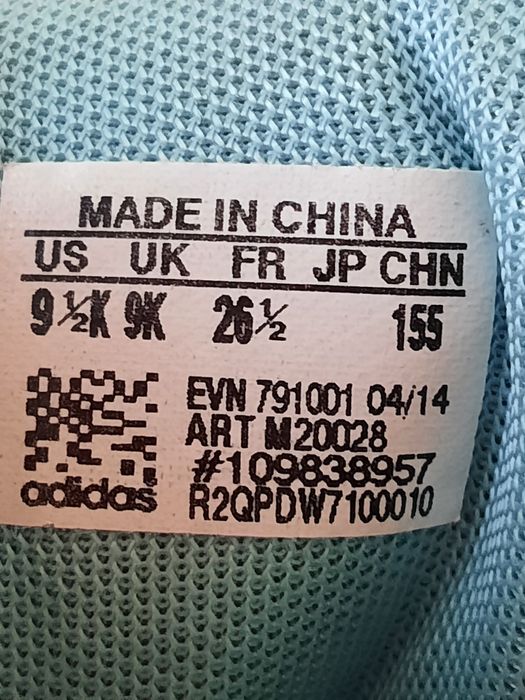 MADE IN CHINA
US UK FR JP CHN
9½K 9K 26½ 155
EVN 791001 04/14
ART M20028
#109838957
adidas R2QPDW7100010